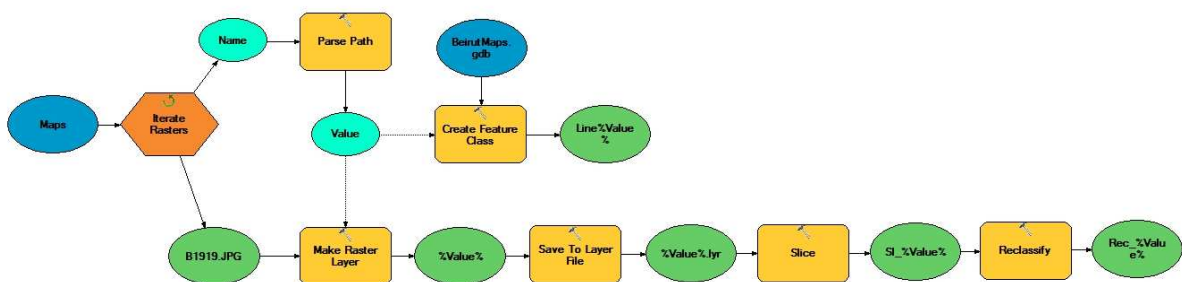 Name
Parse Path
BeirutMaps.
gdb
Maps
Iterate
Rasters
Value
Create Feature
Class
Line%Value
%
B1919.JPG
Make Raster
Layer
%Value%
Save To Layer
File
%Value%.lyr
Slice
Sl_%Value%
Reclassify
Rec_%Valu
e%